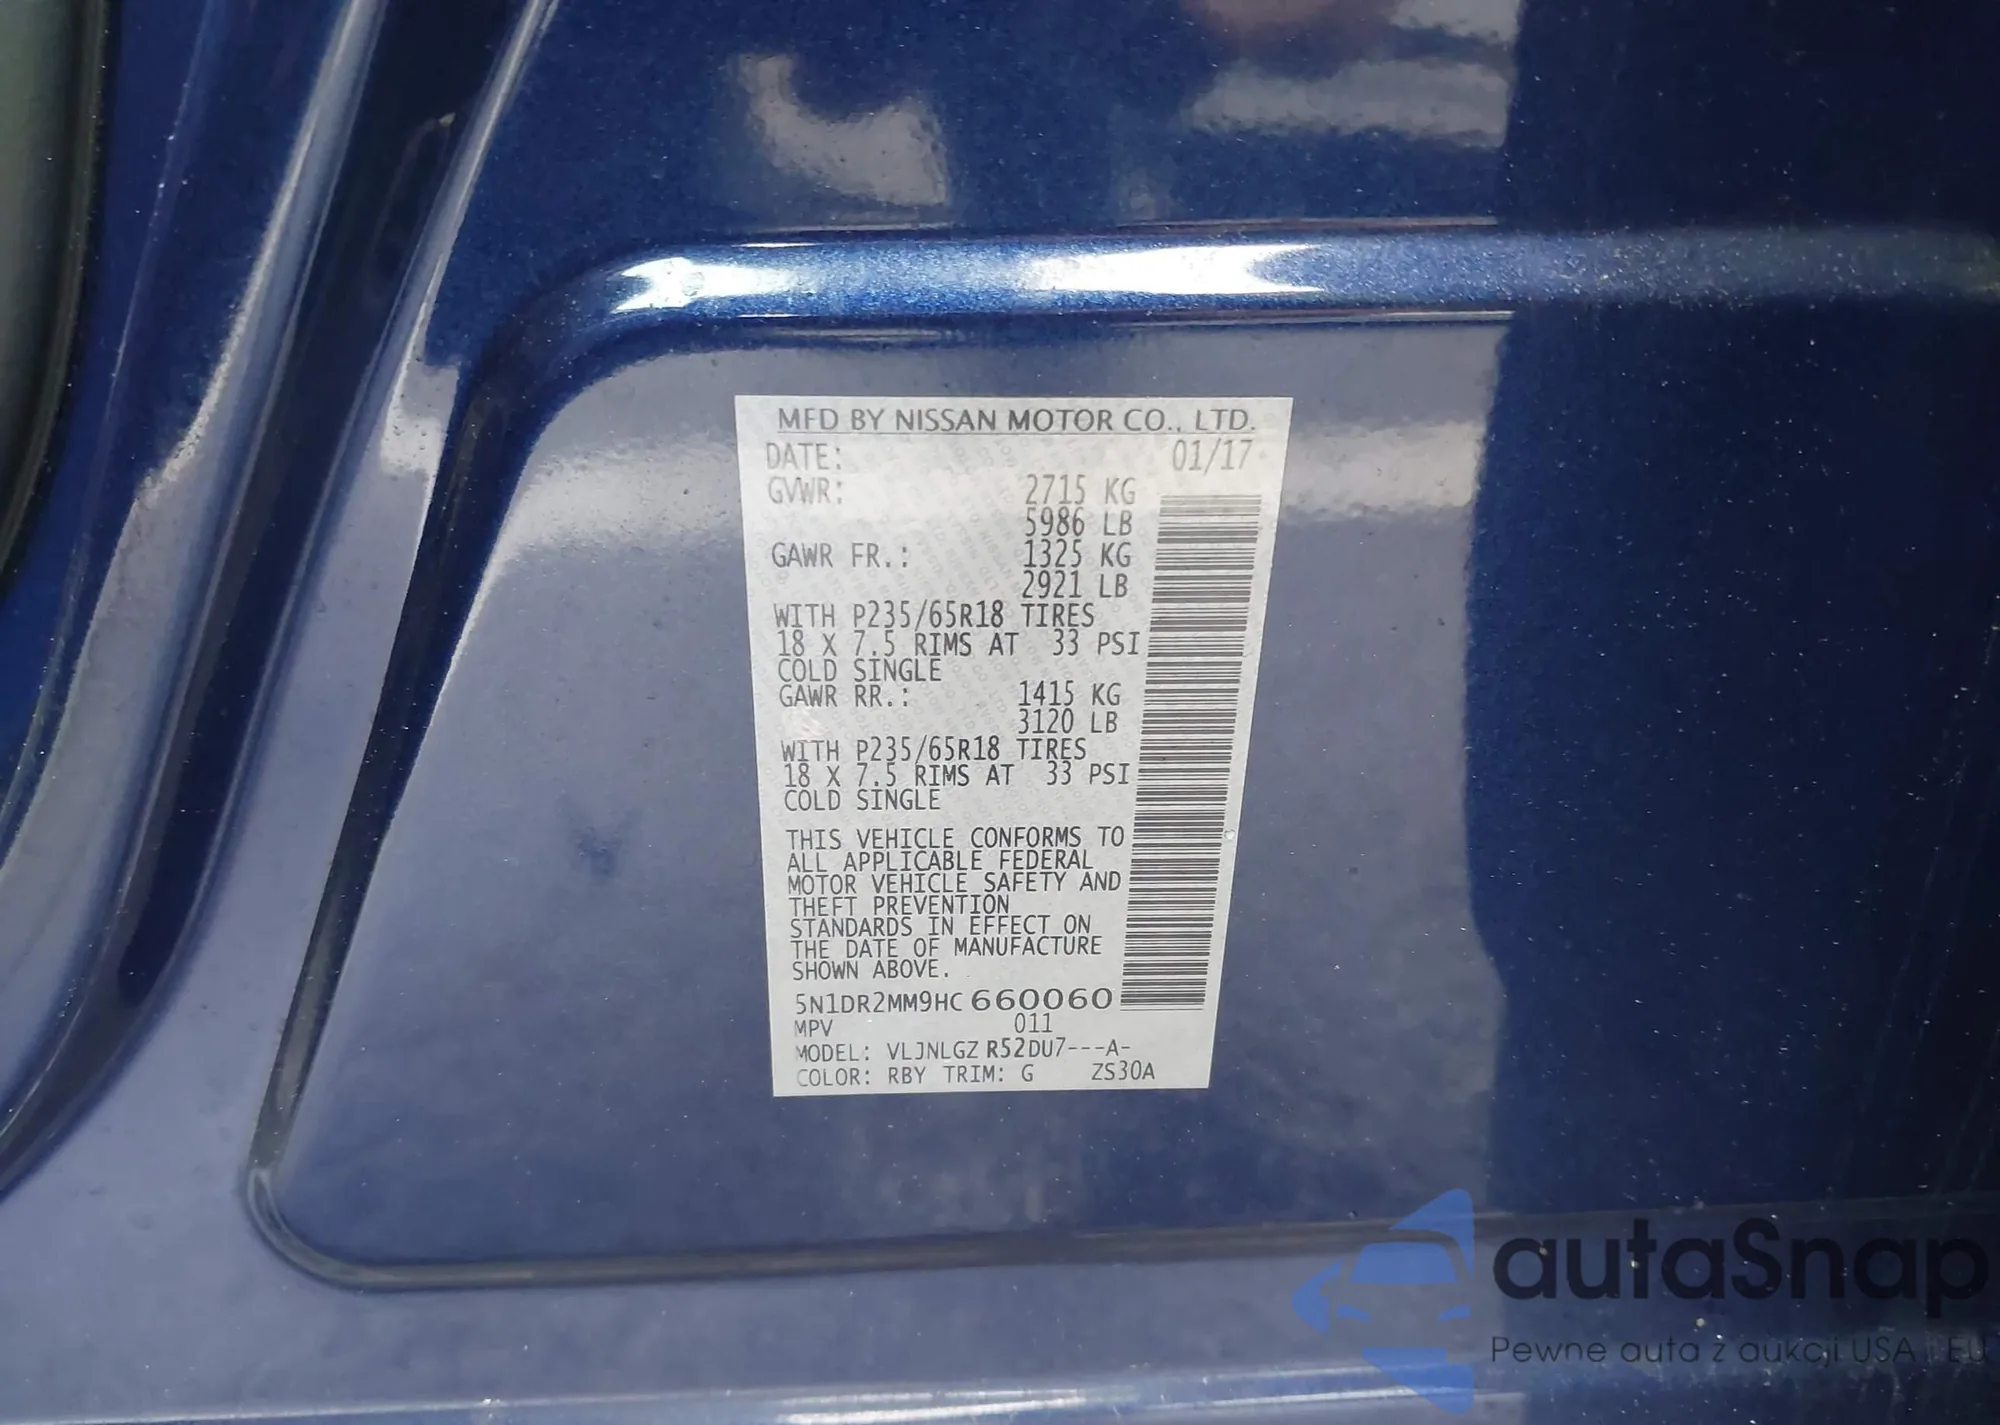 MFD BY NISSAN MOTOR CO., LTD.
DATE: 01/17
GVWR: 2715 KG
5986 LB
GAWR FR.: 1325 KG
2921 LB
WITH P235/65R18 TIRES
18 X 7.5 RIMS AT 33 PSI
COLD SINGLE
GAWR RR.: 1415 KG
3120 LB
WITH P235/65R18 TIRES
18 X 7.5 RIMS AT 33 PSI
COLD SINGLE
THIS VEHICLE CONFORMS TO
ALL APPLICABLE FEDERAL
MOTOR VEHICLE SAFETY AND
THEFT PREVENTION
STANDARDS IN EFFECT ON
THE DATE OF MANUFACTURE
SHOWN ABOVE.
5N1DR2MM9HC660060
MPV 011
MODEL: VLJNLGZ R52DU7---A-
COLOR: RBY TRIM: G ZS30A
autaSnap
Pewne auta z aukcji USA i EU